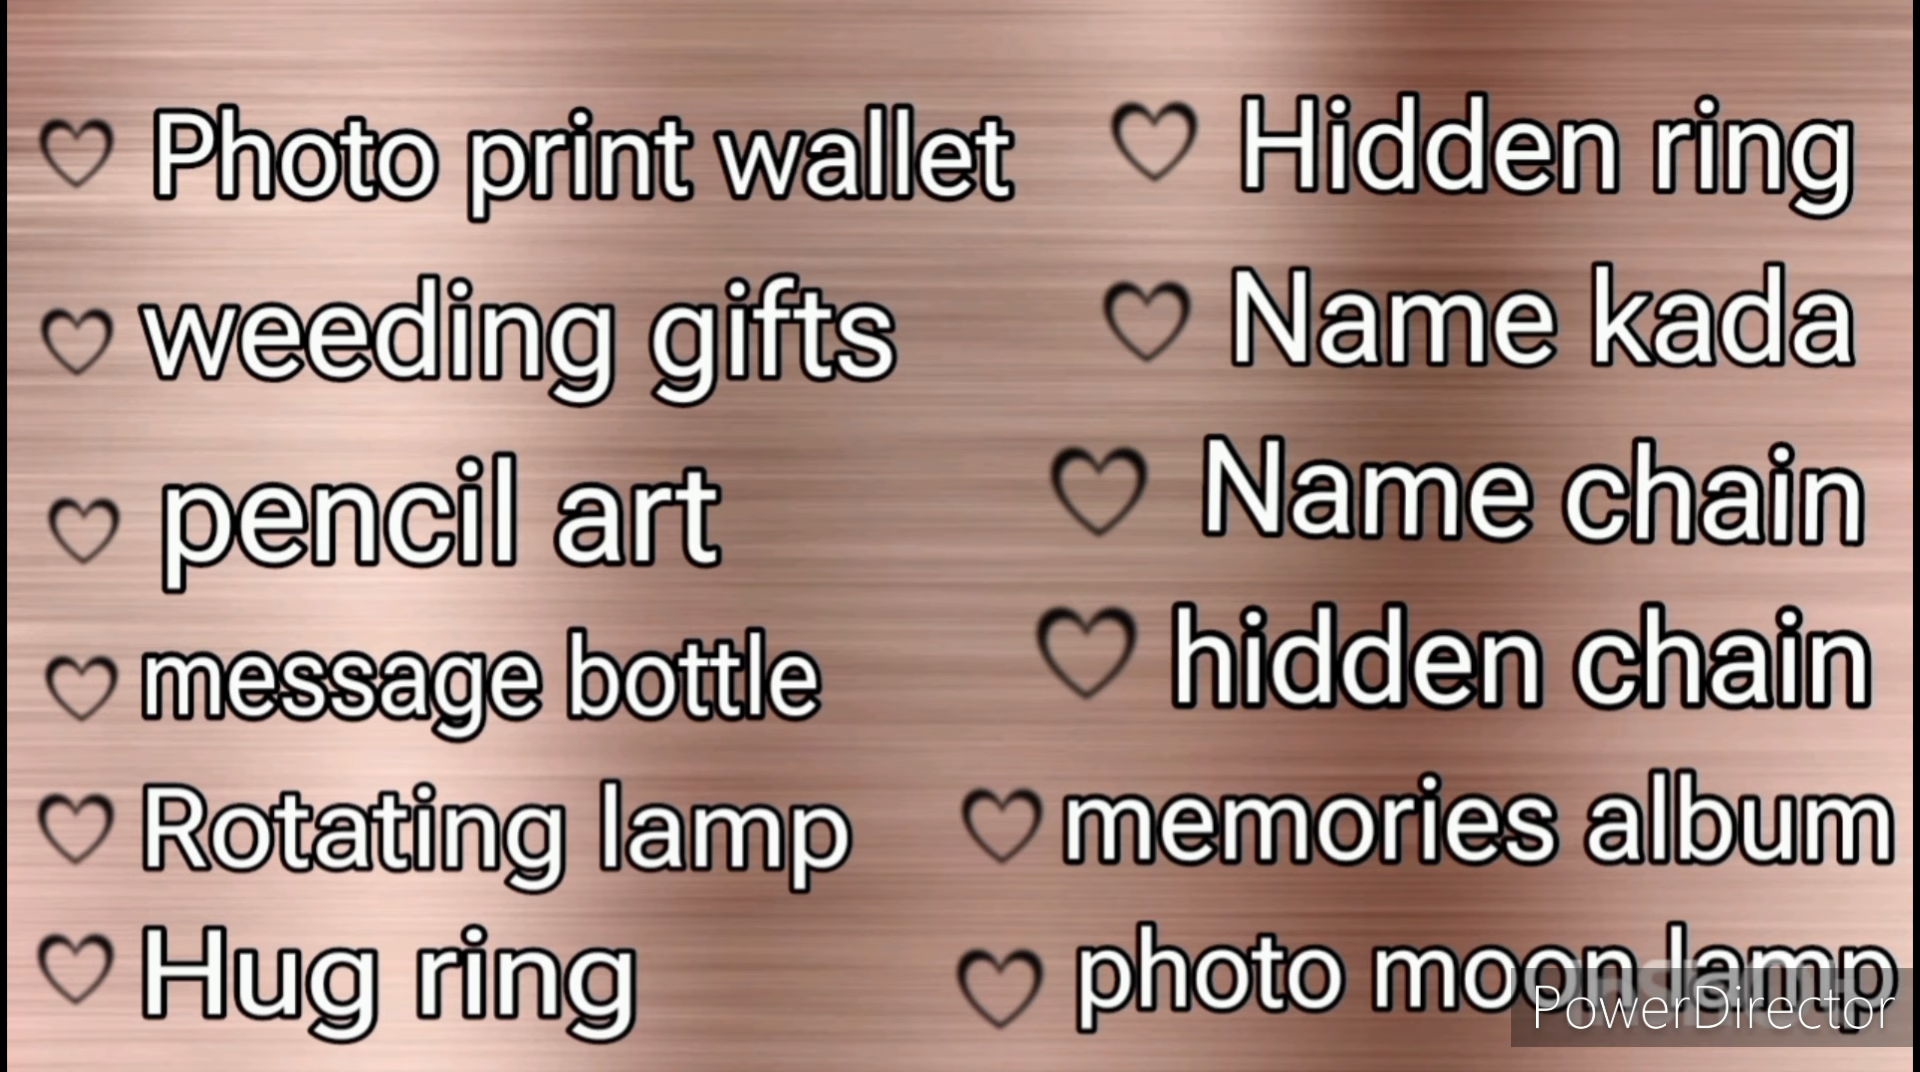 ♡ Photo print wallet
♡ weeding gifts
♡ pencil art
♡ message bottle
♡ Rotating lamp
♡ Hug ring
♡ Hidden ring
♡ Name kada
♡ Name chain
♡ hidden chain
♡ memories album
♡ photo moon lamp
PowerDirector